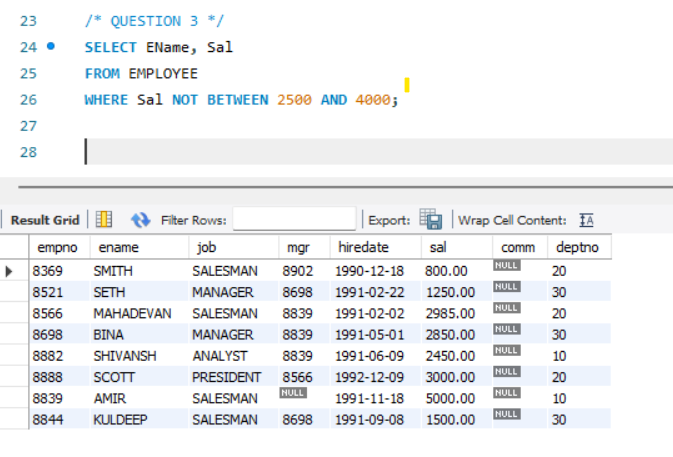 23 /* QUESTION 3 */
24 SELECT EName, Sal
25 FROM EMPLOYEE
26 WHERE Sal NOT BETWEEN 2500 AND 4000;
27
28
Result Grid Filter Rows: Export: Wrap Cell Content: IA
empno ename job mgr hiredate sal comm deptno
8369 SMITH SALESMAN 8902 1990-12-18 800.00 NULL 20
8521 SETH MANAGER 8698 1991-02-22 1250.00 NULL 30
8566 MAHADEVAN SALESMAN 8839 1991-02-02 2985.00 NULL 20
8698 BINA MANAGER 8839 1991-05-01 2850.00 NULL 30
8882 SHIVANSH ANALYST 8839 1991-06-09 2450.00 NULL 10
8888 SCOTT PRESIDENT 8566 1992-12-09 3000.00 NULL 20
8839 AMIR SALESMAN NULL 1991-11-18 5000.00 NULL 10
8844 KULDEEP SALESMAN 8698 1991-09-08 1500.00 NULL 30